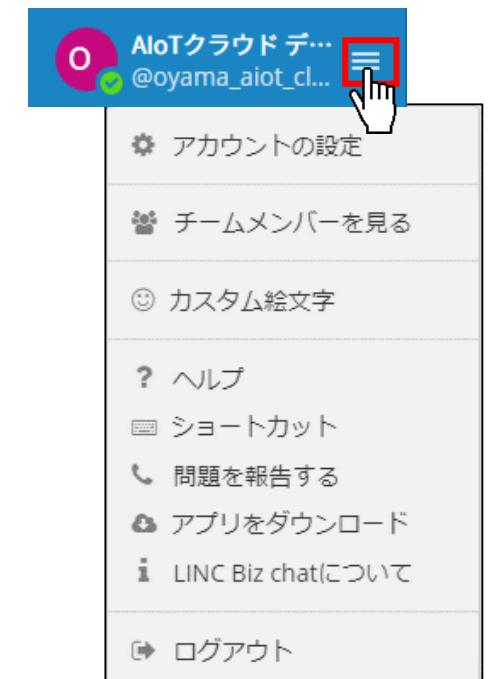 O
AIoTクラウド デ…
@oyama_aiot_cl...
アカウントの設定
チームメンバーを見る
カスタム絵文字
? ヘルプ
ショートカット
問題を報告する
アプリをダウンロード
i LINC Biz chatについて
ログアウト